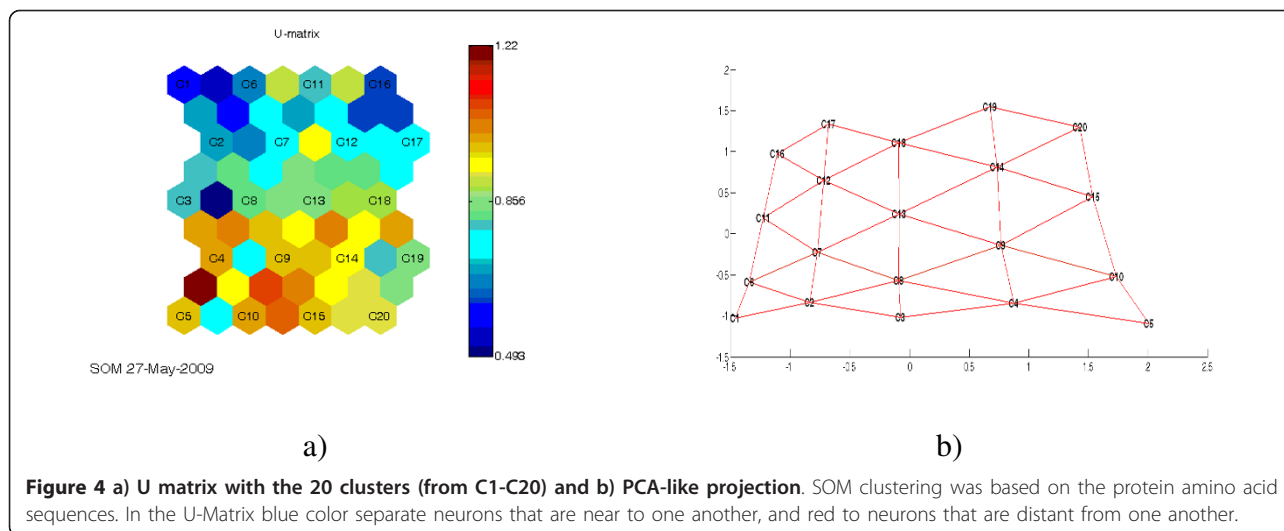 U-matrix
1.22
C1 C6 C11 C16
C2 C7 C12 C17
0.856
C3 C8 C13 C18
C4 C9 C14 C19
C5 C10 C15 C20
0.493
SOM 27-May-2009
a)
2
1.5
1
0.5
0
-0.5
-1
-1.5
-1.5 -1 -0.5 0 0.5 1 1.5 2 2.5
C19
C17 C20
C18
C16
C14
C12
C15
C11 C13
C9
C7
C6 C8 C10
C2 C4
C1 C3 C5
b)
Figure 4 a) U matrix with the 20 clusters (from C1-C20) and b) PCA-like projection. SOM clustering was based on the protein amino acid
sequences. In the U-Matrix blue color separate neurons that are near to one another, and red to neurons that are distant from one another.